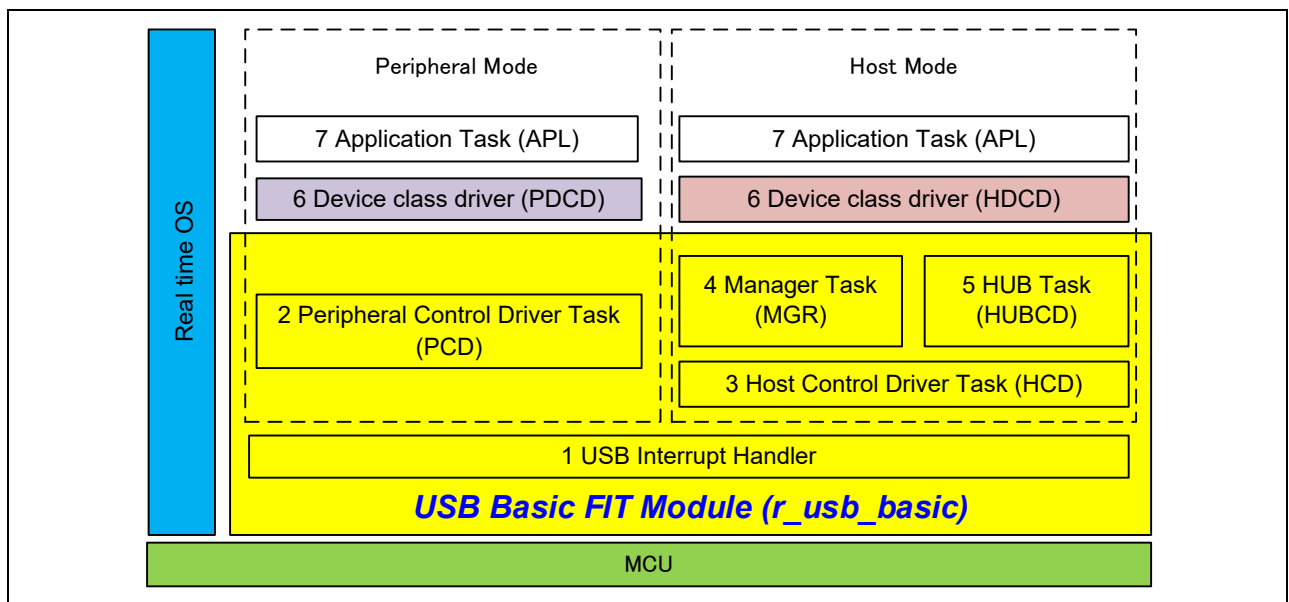 Real time OS
Peripheral Mode
Host Mode
7 Application Task (APL)
7 Application Task (APL)
6 Device class driver (PDCD)
6 Device class driver (HDCD)
2 Peripheral Control Driver Task
(PCD)
4 Manager Task
(MGR)
5 HUB Task
(HUBCD)
3 Host Control Driver Task (HCD)
1 USB Interrupt Handler
USB Basic FIT Module (r_usb_basic)
MCU